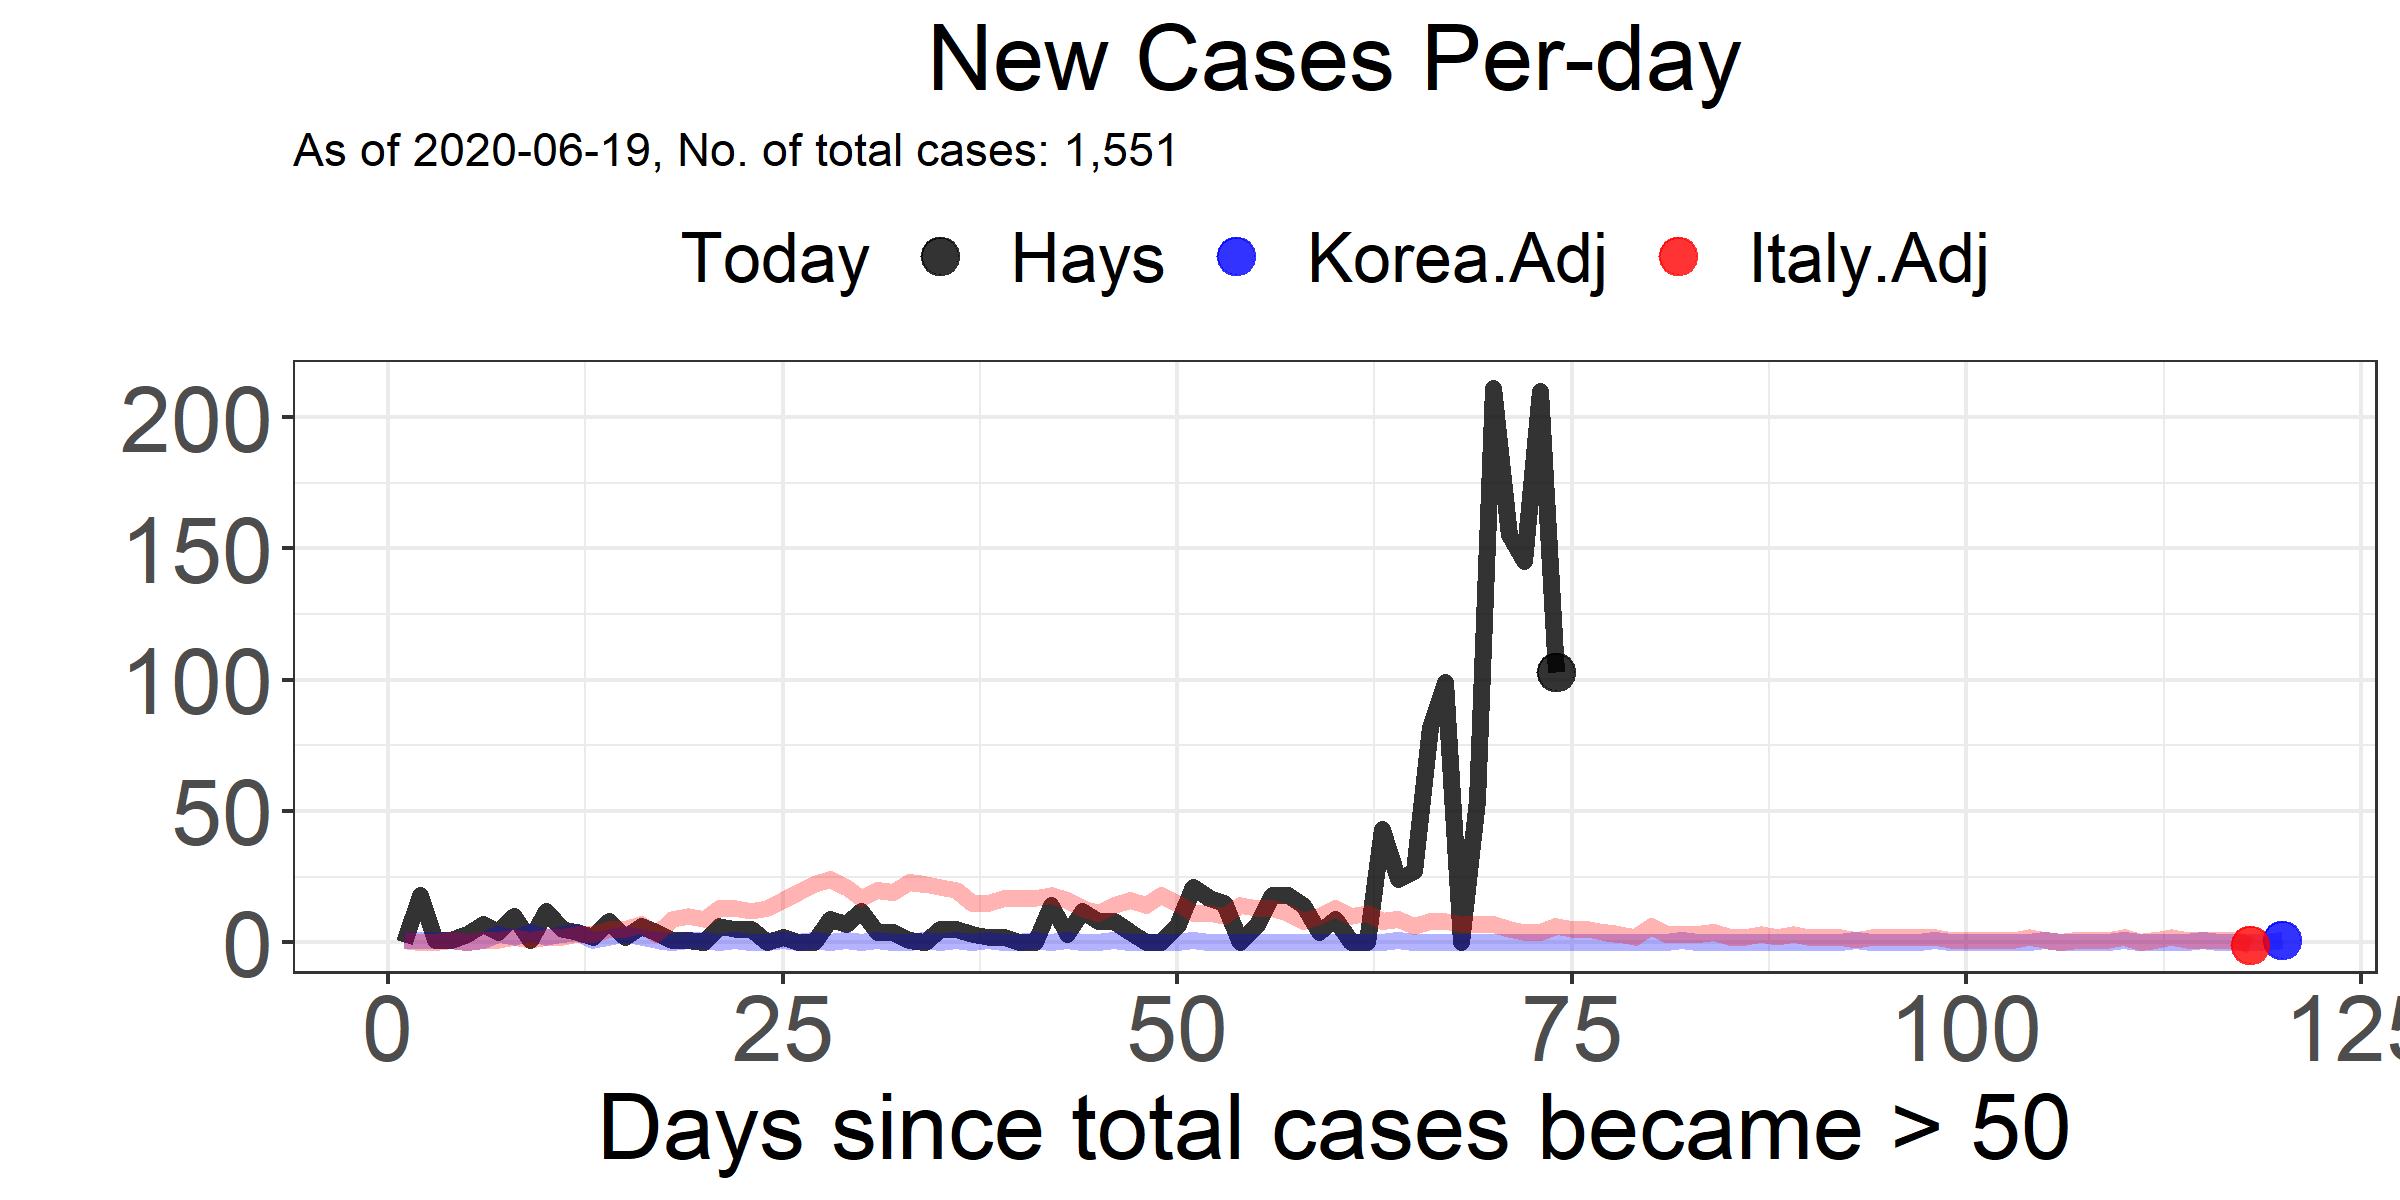 New Cases Per-day
As of 2020-06-19, No. of total cases: 1,551
Today Hays Korea.Adj Italy.Adj
200
150
100
50
0
0 25 50 75 100 125
Days since total cases became > 50